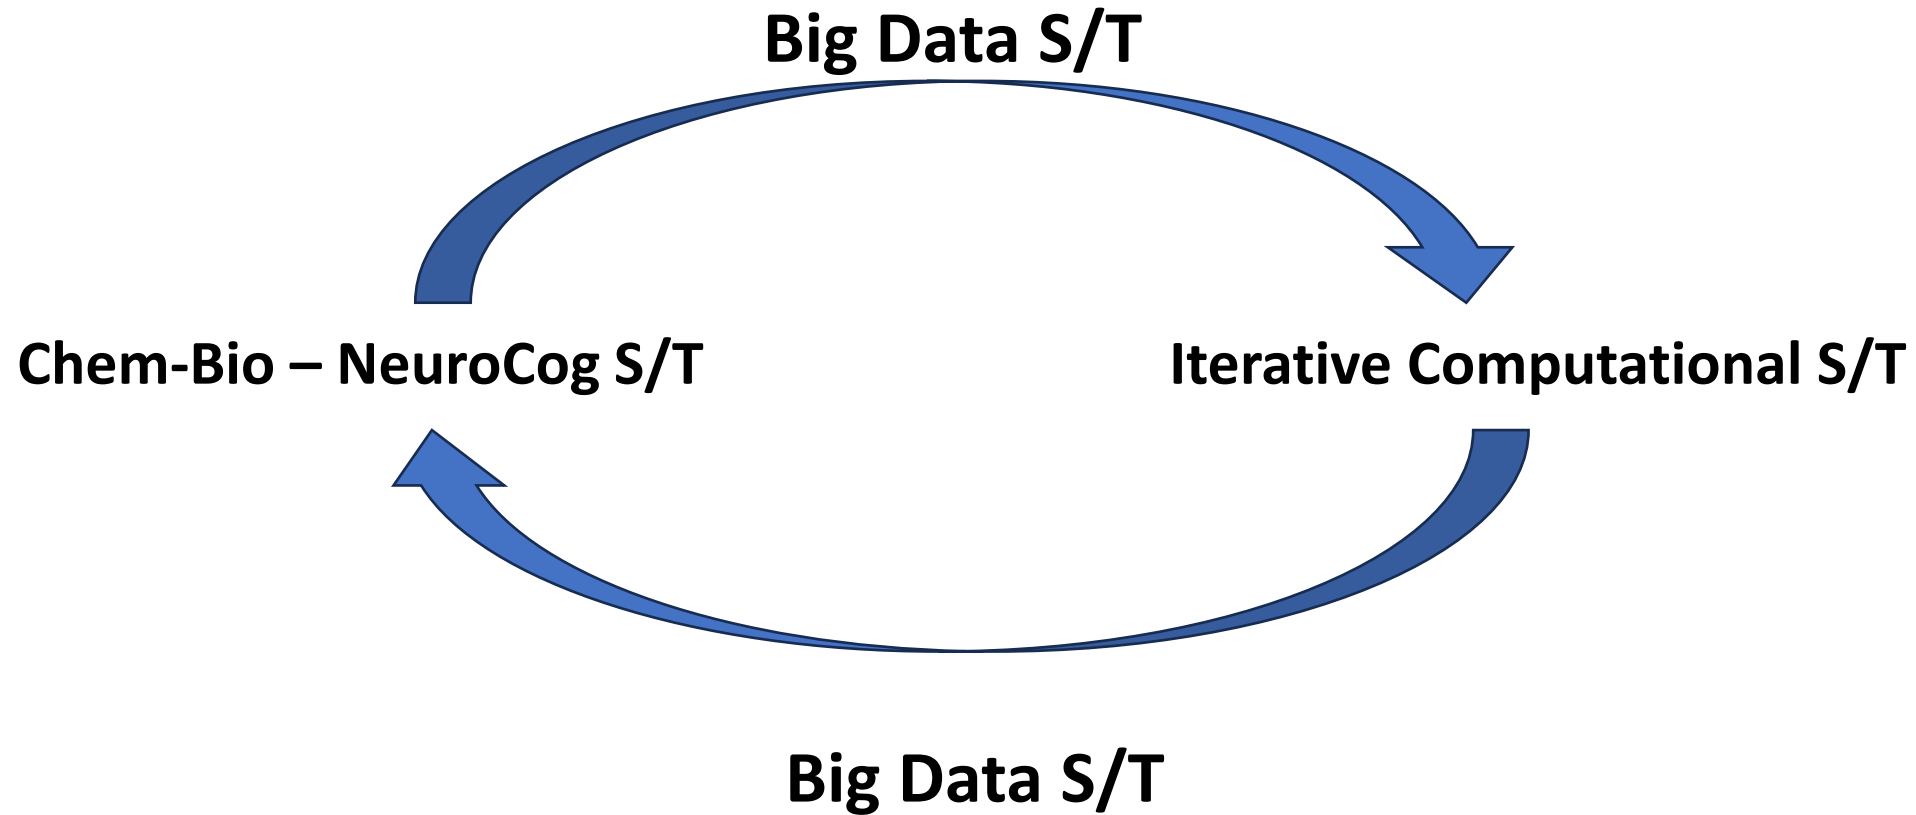 Big Data S/T
Chem-Bio – NeuroCog S/T
Iterative Computational S/T
Big Data S/T